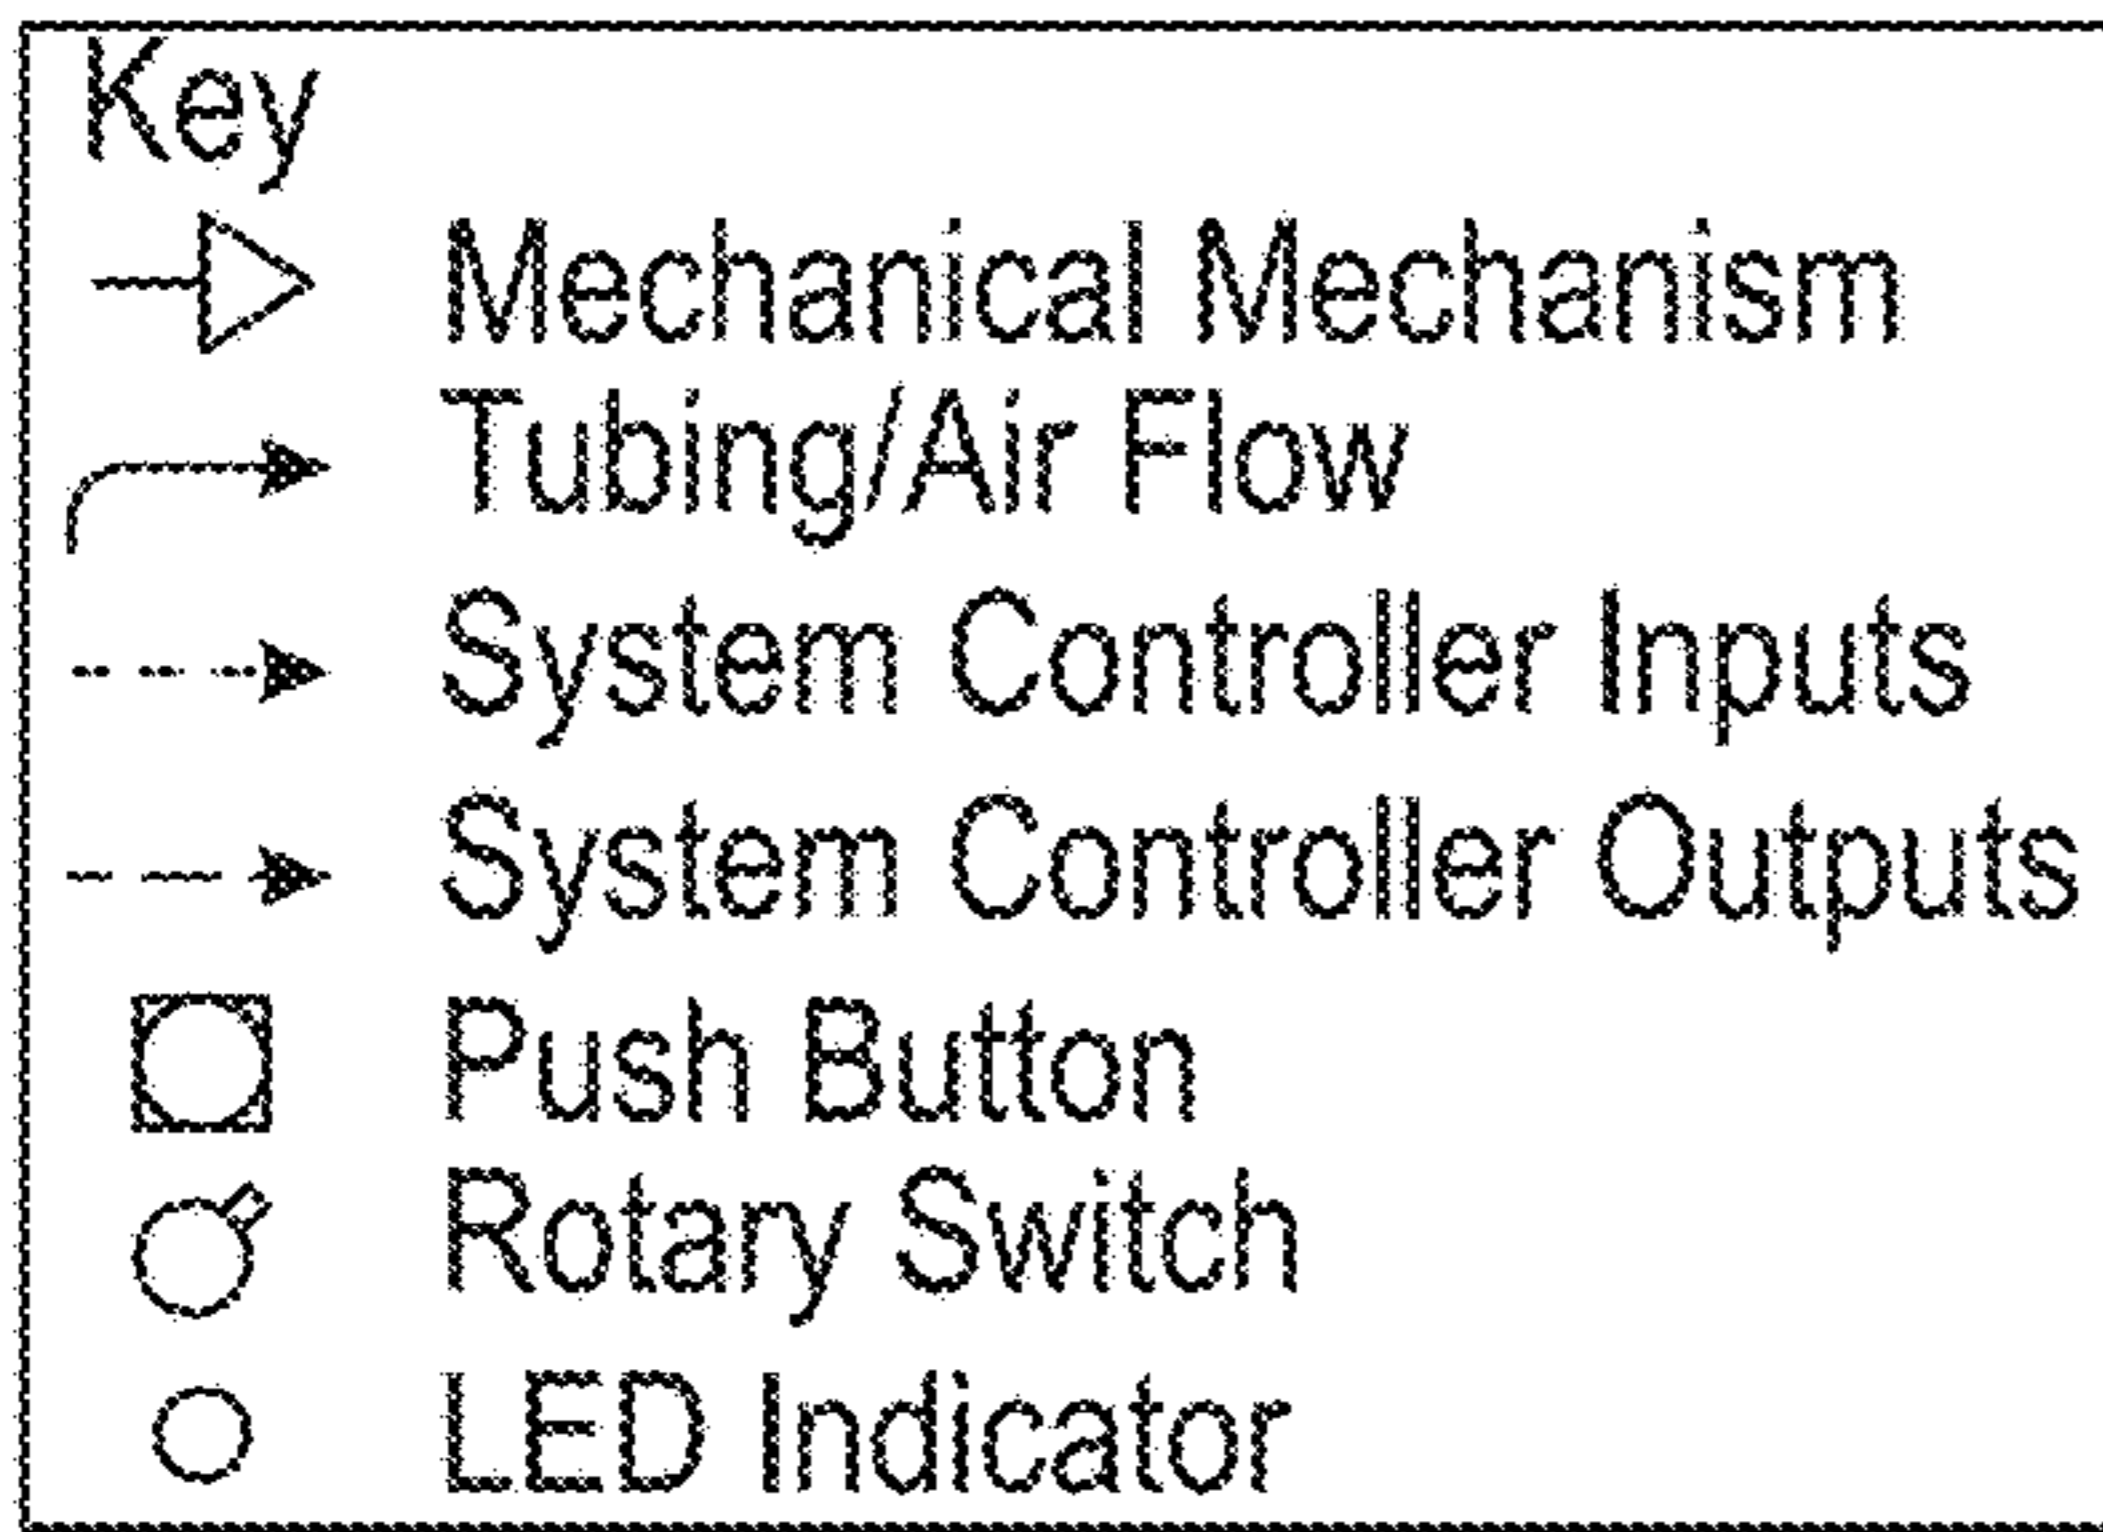 Key
Mechanical Mechanism
Tubing/Air Flow
System Controller Inputs
System Controller Outputs
Push Button
Rotary Switch
LED Indicator